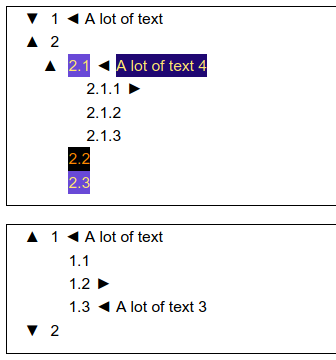 ▼ 1 ◄ A lot of text
▲ 2
▲ 2.1 ◄ A lot of text 4
2.1.1 ►
2.1.2
2.1.3
2.2
2.3
▲ 1 ◄ A lot of text
1.1
1.2 ►
1.3 ◄ A lot of text 3
▼ 2